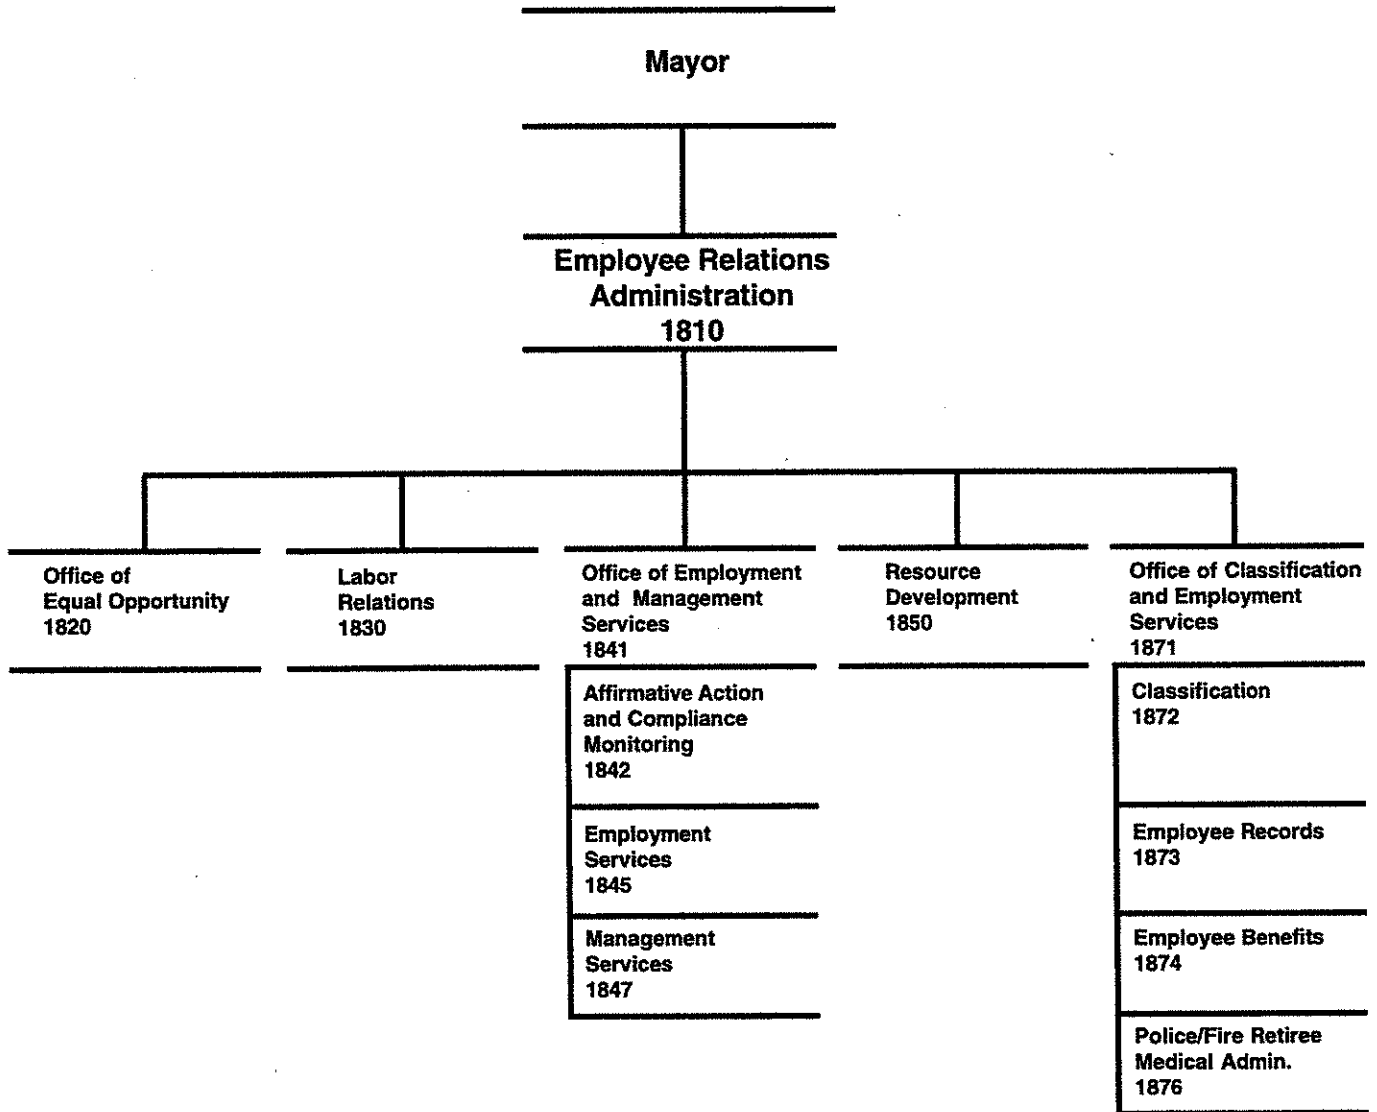 Mayor
Employee Relations
Administration
1810
Office of
Equal Opportunity
1820
Labor
Relations
1830
Office of Employment
and Management
Services
1841
Affirmative Action
and Compliance
Monitoring
1842
Employment
Services
1845
Management
Services
1847
Resource
Development
1850
Office of Classification
and Employment
Services
1871
Classification
1872
Employee Records
1873
Employee Benefits
1874
Police/Fire Retiree
Medical Admin.
1876